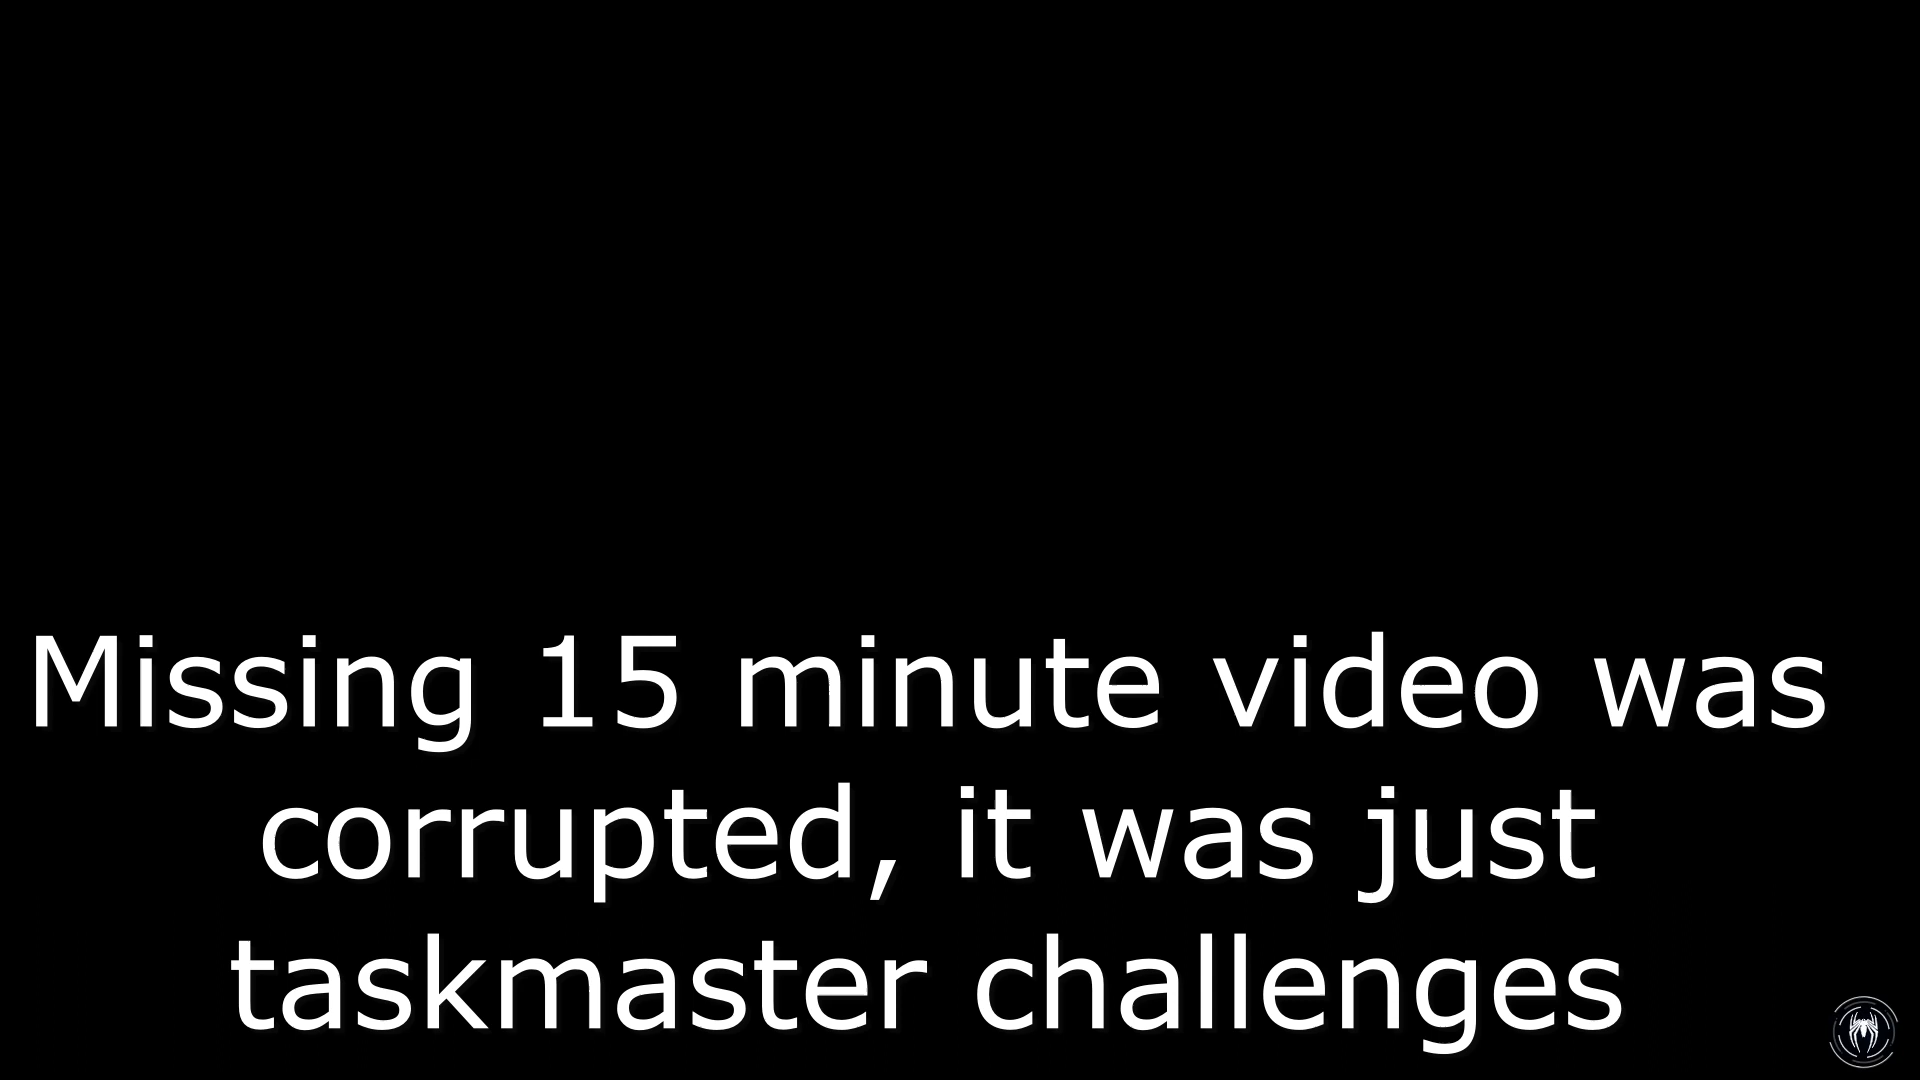 Missing 15 minute video was
corrupted, it was just
taskmaster challenges